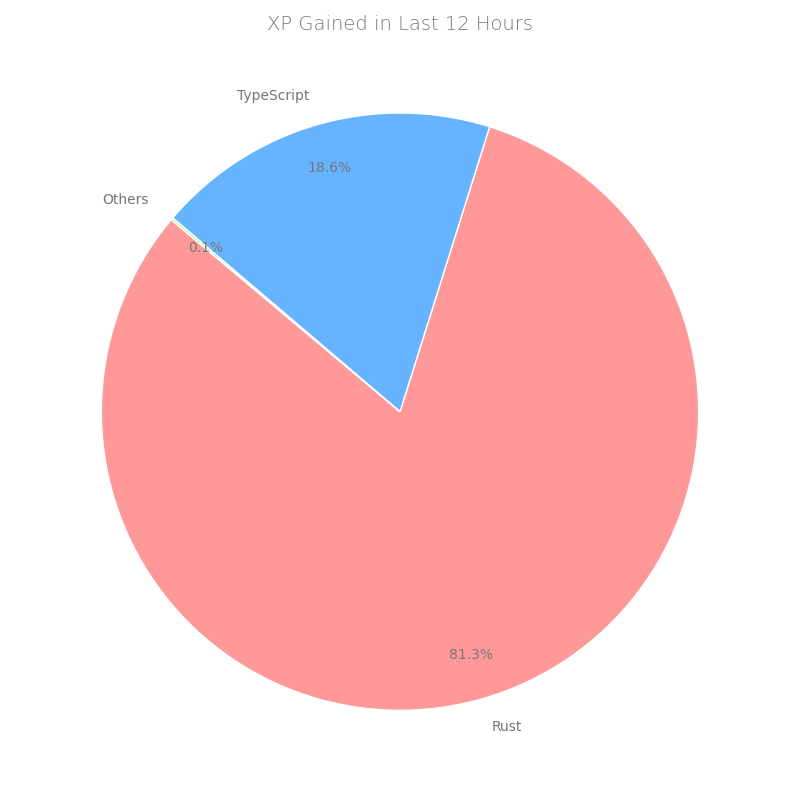 XP Gained in Last 12 Hours
TypeScript
18.6%
Others
0.1%
81.3%
Rust